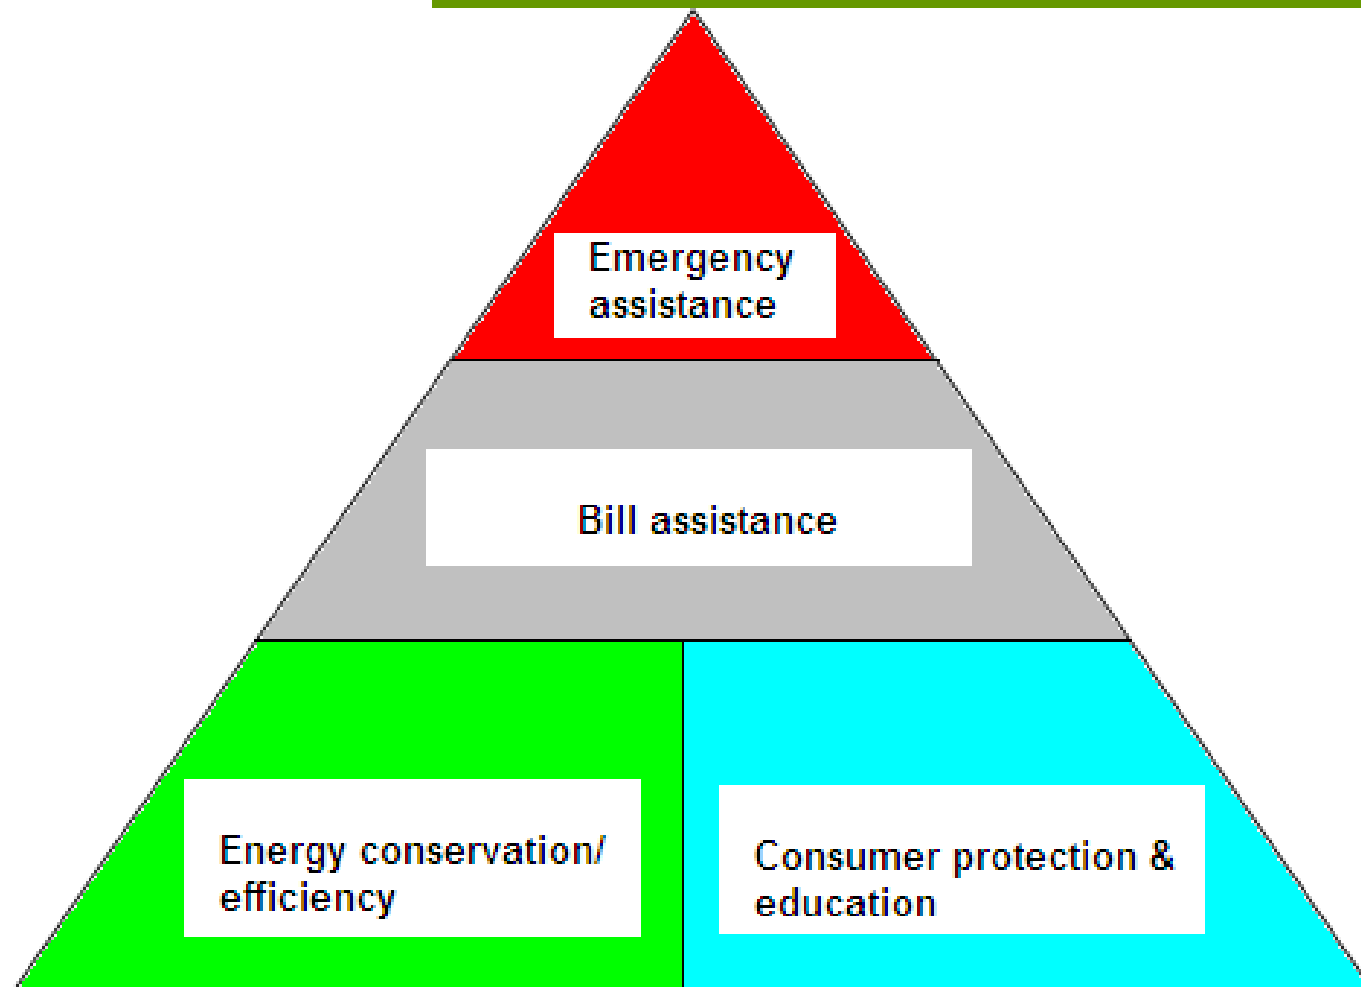 Emergency
assistance
Bill assistance
Energy conservation/
efficiency
Consumer protection &
education